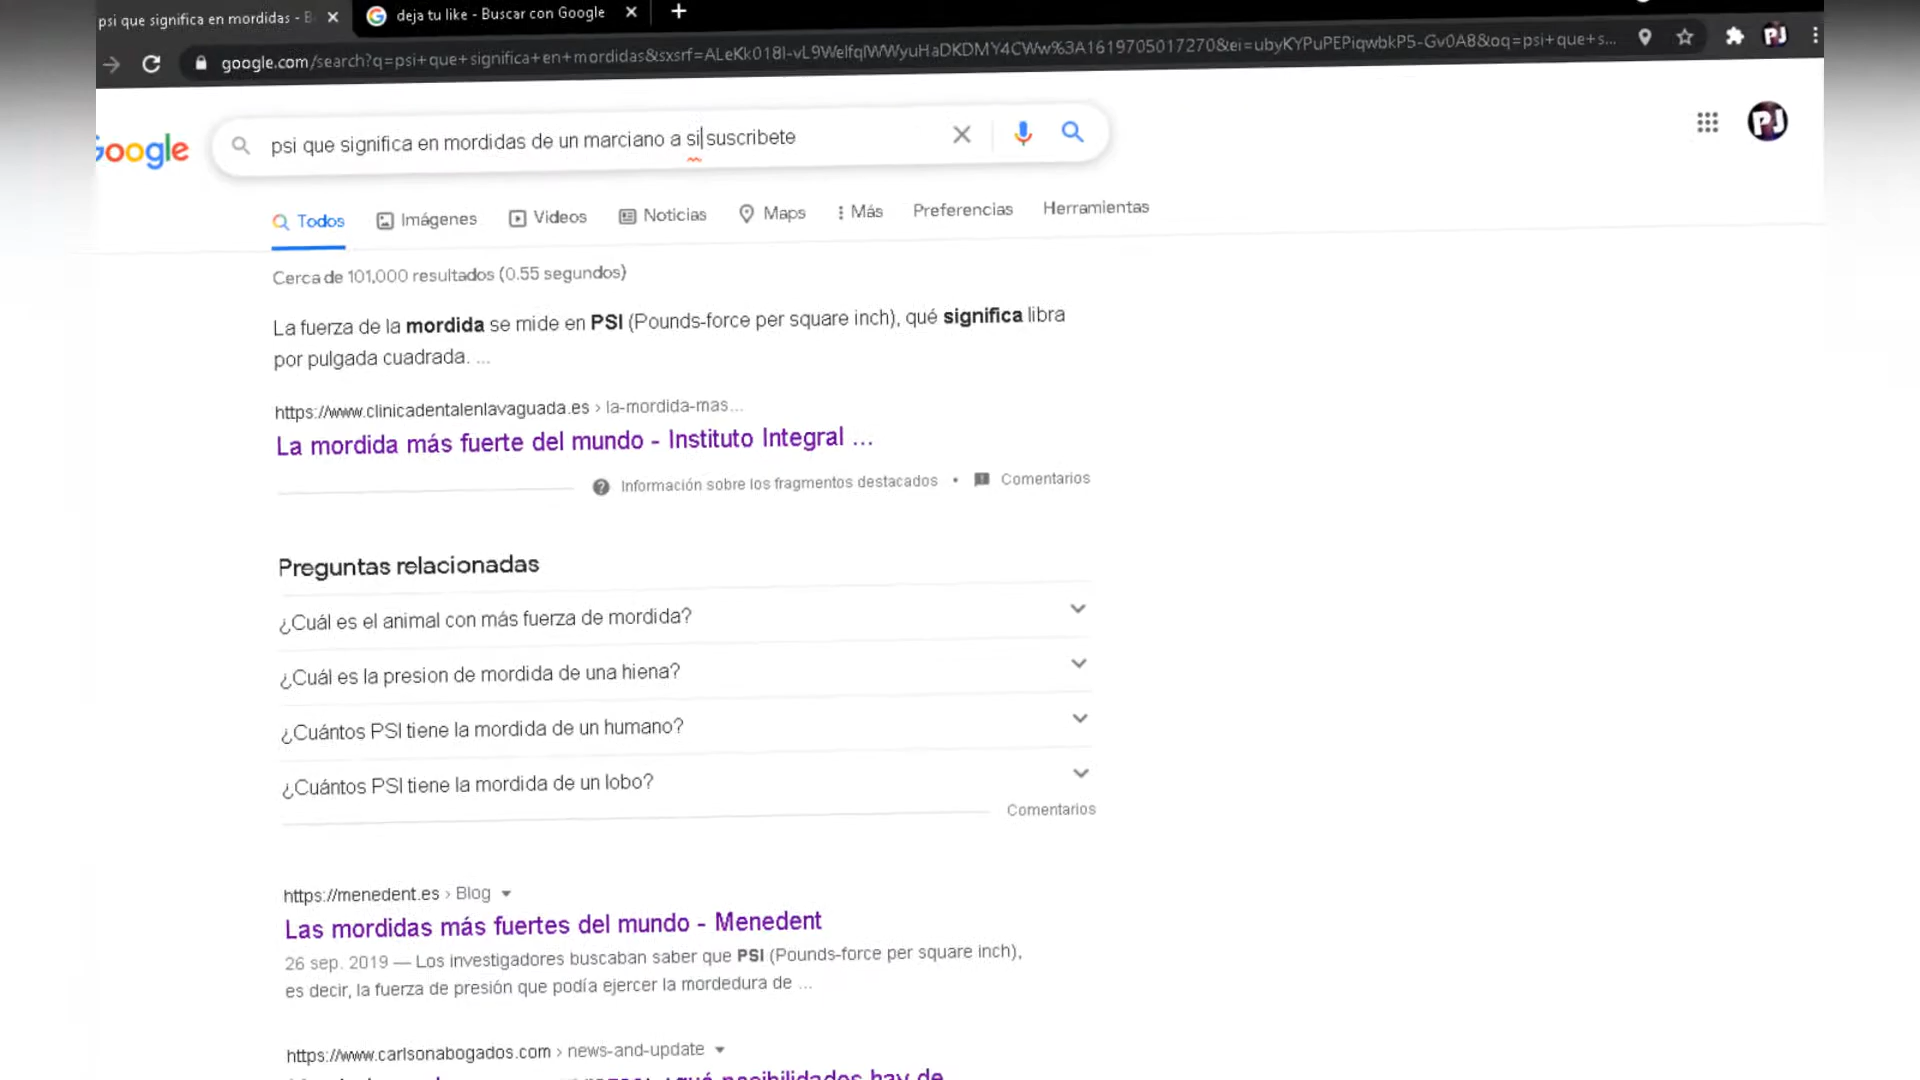 psi que significa en mordidas - B
deja tu like - Buscar con Google
google.com/search?q=psi+que+significa+en+mordidas&sxsrf=ALeKk018l-vL9WelfqlWWyuHaDKDMY4CWw%3A1619705017270&ei=ubyKYPuPEPiqwbkP5-Gv0A8&oq=psi+que+s...
PJ
Google
psi que significa en mordidas de un marciano a si suscribete
PJ
Todos
Imágenes
Videos
Noticias
Maps
Más
Preferencias
Herramientas
Cerca de 101,000 resultados (0.55 segundos)
La fuerza de la mordida se mide en PSI (Pounds-force per square inch), qué significa libra
por pulgada cuadrada. ...
https://www.clinicadentalenlavaguada.es › la-mordida-mas...
La mordida más fuerte del mundo - Instituto Integral ...
Información sobre los fragmentos destacados • Comentarios
Preguntas relacionadas
¿Cuál es el animal con más fuerza de mordida?
¿Cuál es la presion de mordida de una hiena?
¿Cuántos PSI tiene la mordida de un humano?
¿Cuántos PSI tiene la mordida de un lobo?
Comentarios
https://menedent.es › Blog
Las mordidas más fuertes del mundo - Menedent
26 sep. 2019 — Los investigadores buscaban saber que PSI (Pounds-force per square inch),
es decir, la fuerza de presión que podía ejercer la mordedura de ...
https://www.carlsonabogados.com › news-and-update
qué posibilidados hay de